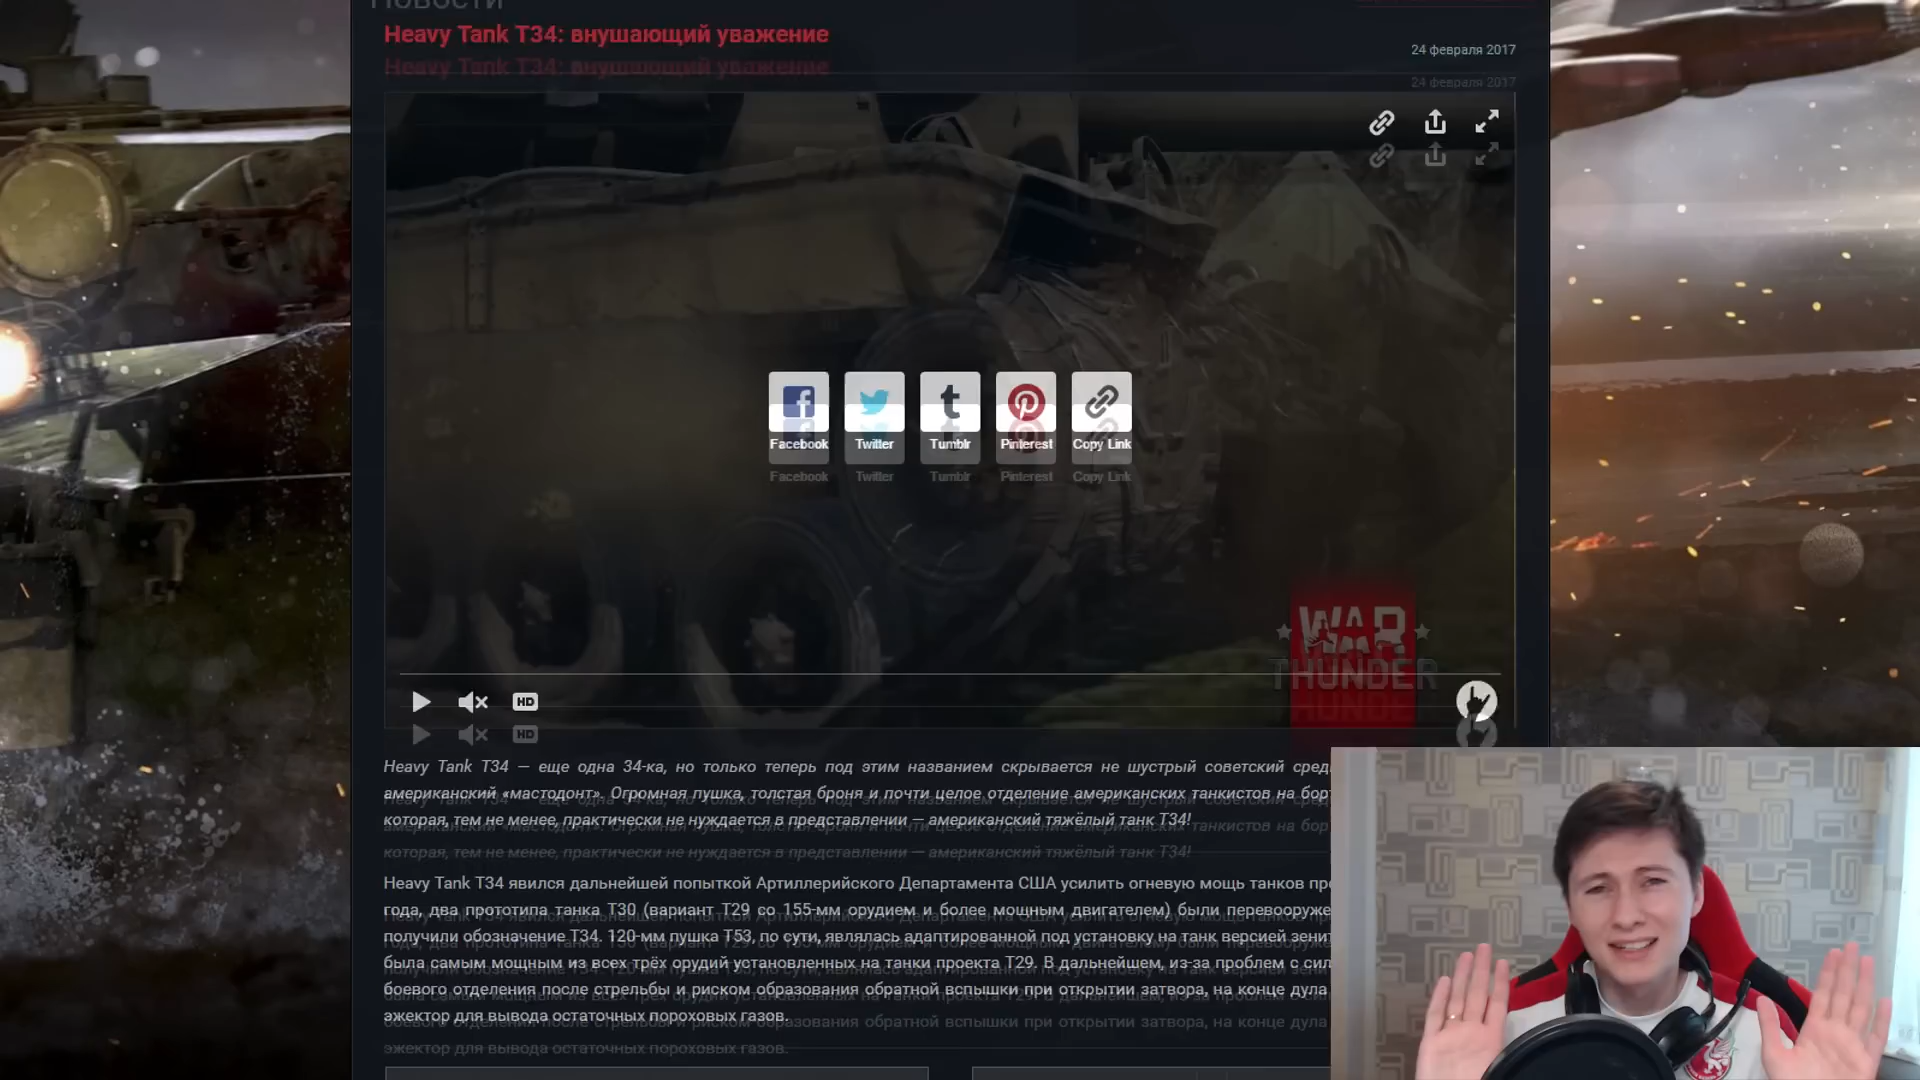 Новости
Heavy Tank T34: внушающий уважение
24 февраля 2017
Facebook
Twitter
Tumblr
Pinterest
Copy Link
WAR
THUNDER
HD
Heavy Tank T34 — еще одна 34-ка, но только теперь под этим названием скрывается не шустрый советский сред
американский «мастодонт». Огромная пушка, толстая броня и почти целое отделение американских танкистов на борт
которая, тем не менее, практически не нуждается в представлении — американский тяжёлый танк T34!
Heavy Tank T34 явился дальнейшей попыткой Артиллерийского Департамента США усилить огневую мощь танков про
года, два прототипа танка T30 (вариант T29 со 155-мм орудием и более мощным двигателем) были перевооруже
получили обозначение T34. 120-мм пушка T53, по сути, являлась адаптированной под установку на танк версией зенит
была самым мощным из всех трёх орудий установленных на танки проекта T29. В дальнейшем, из-за проблем с сил
боевого отделения после стрельбы и риском образования обратной вспышки при открытии затвора, на конце дула
эжектор для вывода остаточных пороховых газов.